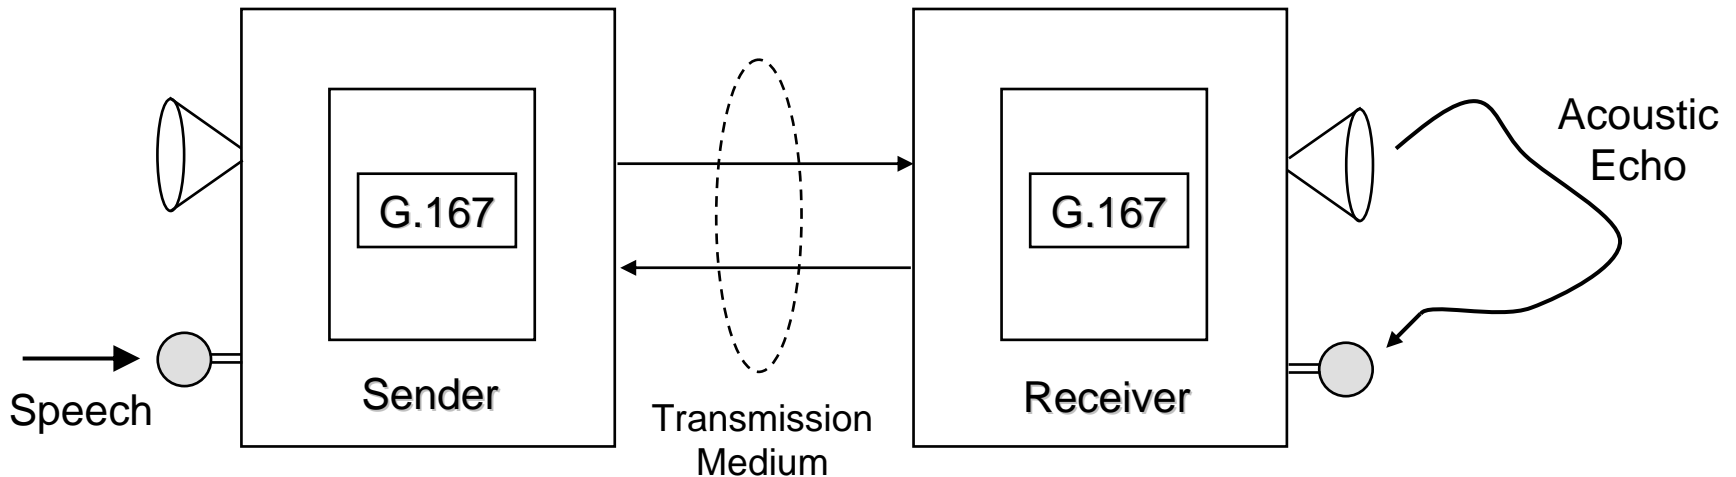 Acoustic
Echo
G.167
G.167
Speech
Sender
Transmission
Medium
Receiver